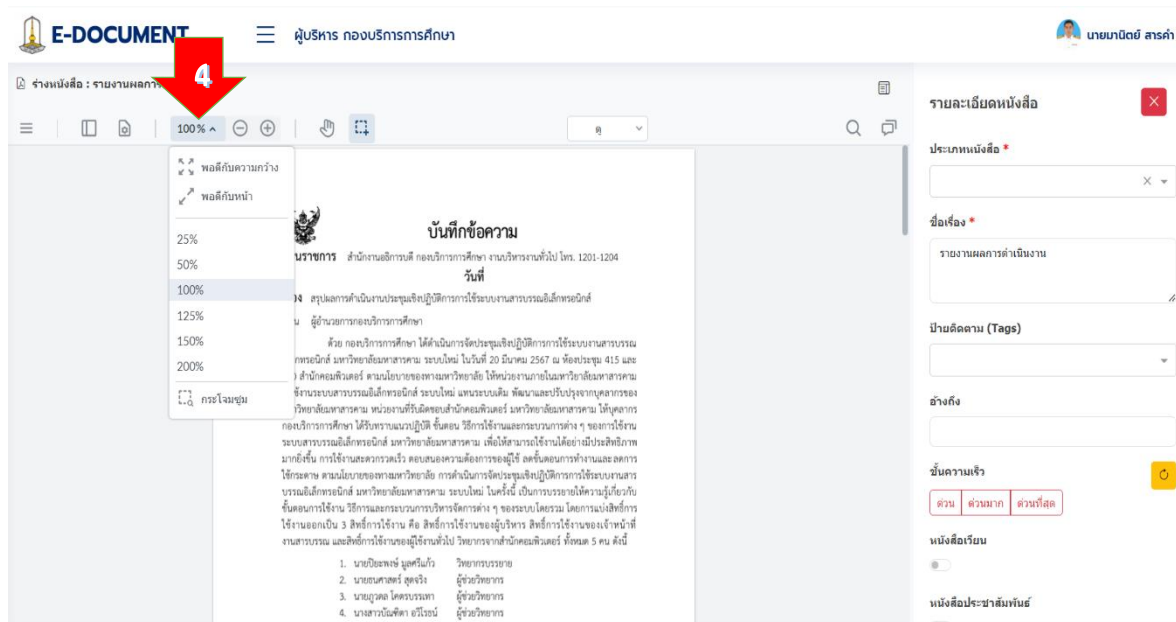 E-DOCUMENT
ผู้บริหาร กองบริการการศึกษา
นายมานิตย์ สารคำ
4
ร่างหนังสือ : รายงานผลการ
100%
ดู
พอดีกับความกว้าง
พอดีกับหน้า
25%
50%
100%
125%
150%
200%
กรอโจมซุ่ม
บันทึกข้อความ
นราชการ สำนักงานอธิการบดี กองบริการการศึกษา งานบริหารงานทั่วไป โทร. 1201-1204
วันที่
สรุปผลการดำเนินงานประชุมเชิงปฏิบัติการการใช้ระบบงานสารบรรณอิเล็กทรอนิกส์
น ผู้อำนวยการกองบริการการศึกษา
ด้วย กองบริการการศึกษา ได้ดำเนินการจัดประชุมเชิงปฏิบัติการการใช้ระบบงานสารบรรณ
กทรอนิกส์ มหาวิทยาลัยมหาสารคาม ระบบใหม่ ในวันที่ 20 มีนาคม 2567 ณ ห้องประชุม 415 และ
สำนักคอมพิวเตอร์ ตามนโยบายของทางมหาวิทยาลัย ให้หน่วยงานภายในมหาวิทยาลัยมหาสารคาม
ใช้งานระบบสารบรรณอิเล็กทรอนิกส์ ระบบใหม่ แทนระบบเดิม พัฒนาและปรับปรุงจากบุคลากรของ
วิทยาลัยมหาสารคาม หน่วยงานที่รับผิดชอบสำนักคอมพิวเตอร์ มหาวิทยาลัยมหาสารคาม ให้บุคลากร
กองบริการการศึกษา ได้รับทราบแนวปฏิบัติ ขั้นตอน วิธีการใช้งานและกระบวนการต่าง ๆ ของการใช้งาน
ระบบสารบรรณอิเล็กทรอนิกส์ มหาวิทยาลัยมหาสารคาม เพื่อให้สามารถใช้งานได้อย่างมีประสิทธิภาพ
มากยิ่งขึ้น การใช้งานสะดวกรวดเร็ว ตอบสนองความต้องการของผู้ใช้ ลดขั้นตอนการทำงานและลดการ
ใช้กระดาษ ตามนโยบายของทางมหาวิทยาลัย การดำเนินการจัดประชุมเชิงปฏิบัติการการใช้ระบบงานสาร
บรรณอิเล็กทรอนิกส์ มหาวิทยาลัยมหาสารคาม ระบบใหม่ ในครั้งนี้ เป็นการบรรยายให้ความรู้เกี่ยวกับ
ขั้นตอนการใช้งาน วิธีการและกระบวนการบริหารจัดการต่าง ๆ ของระบบโดยรวม โดยการแบ่งสิทธิ์การ
ใช้งานออกเป็น 3 สิทธิ์การใช้งาน คือ สิทธิ์การใช้งานของผู้บริหาร สิทธิ์การใช้งานของเจ้าหน้าที่
งานสารบรรณ และสิทธิ์การใช้งานของผู้ใช้งานทั่วไป วิทยากรจากสำนักคอมพิวเตอร์ ทั้งหมด 5 คน ดังนี้
1. นายปิยะพงษ์ มูลศรีแก้ว วิทยากรบรรยาย
2. นายธนศาสตร์ สุดจริง ผู้ช่วยวิทยากร
3. นายภูวดล โคตรบรรเทา ผู้ช่วยวิทยากร
4. นางสาวบัณฑิตา อวิโรธน์ ผู้ช่วยวิทยากร
รายละเอียดหนังสือ
ประเภทหนังสือ *
ชื่อเรื่อง *
รายงานผลการดำเนินงาน
ป้ายติดตาม (Tags)
อ้างถึง
ชั้นความเร็ว
ด่วน ด่วนมาก ด่วนที่สุด
หนังสือเวียน
หนังสือประชาสัมพันธ์